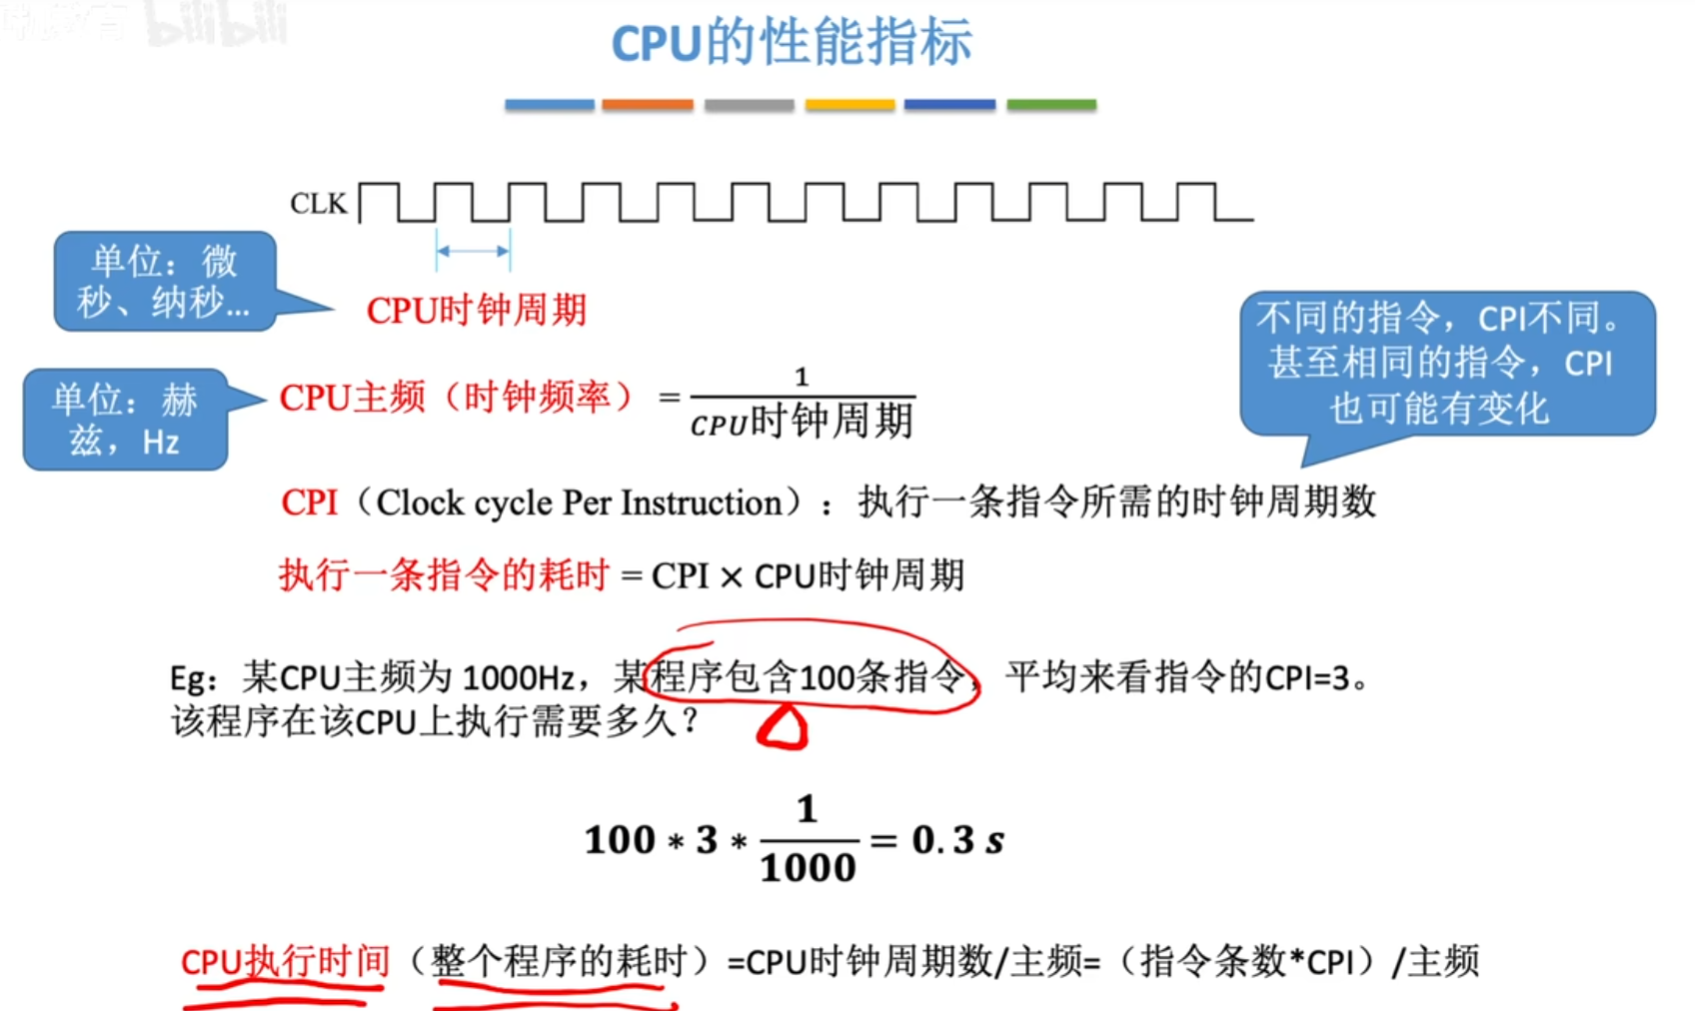 bilibili
CPU的性能指标
CLK
单位：微
秒、纳秒...
CPU时钟周期
不同的指令，CPI不同。
甚至相同的指令，CPI
也可能有变化
单位：赫
兹，Hz
CPU主频（时钟频率） = 1/CPU时钟周期
CPI（Clock cycle Per Instruction）：执行一条指令所需的时钟周期数
执行一条指令的耗时 = CPI × CPU时钟周期
Eg：某CPU主频为 1000Hz，某程序包含100条指令，平均来看指令的CPI=3。
该程序在该CPU上执行需要多久？
100 * 3 * 1/1000 = 0.3 s
CPU执行时间（整个程序的耗时）=CPU时钟周期数/主频=（指令条数*CPI）/主频